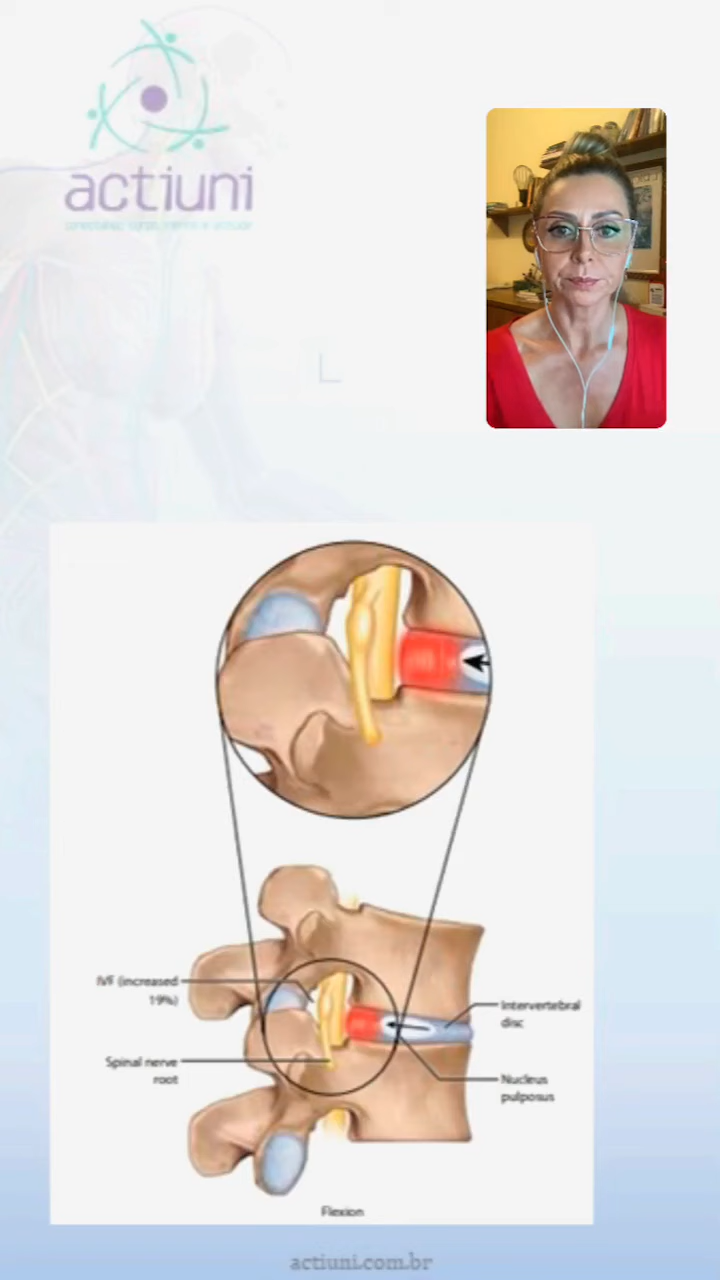 actiuni
L
IVF (increased
19%)
Intervertebral
disc
Spinal nerve
root
Nucleus
pulposus
Flexion
actiuni.com.br